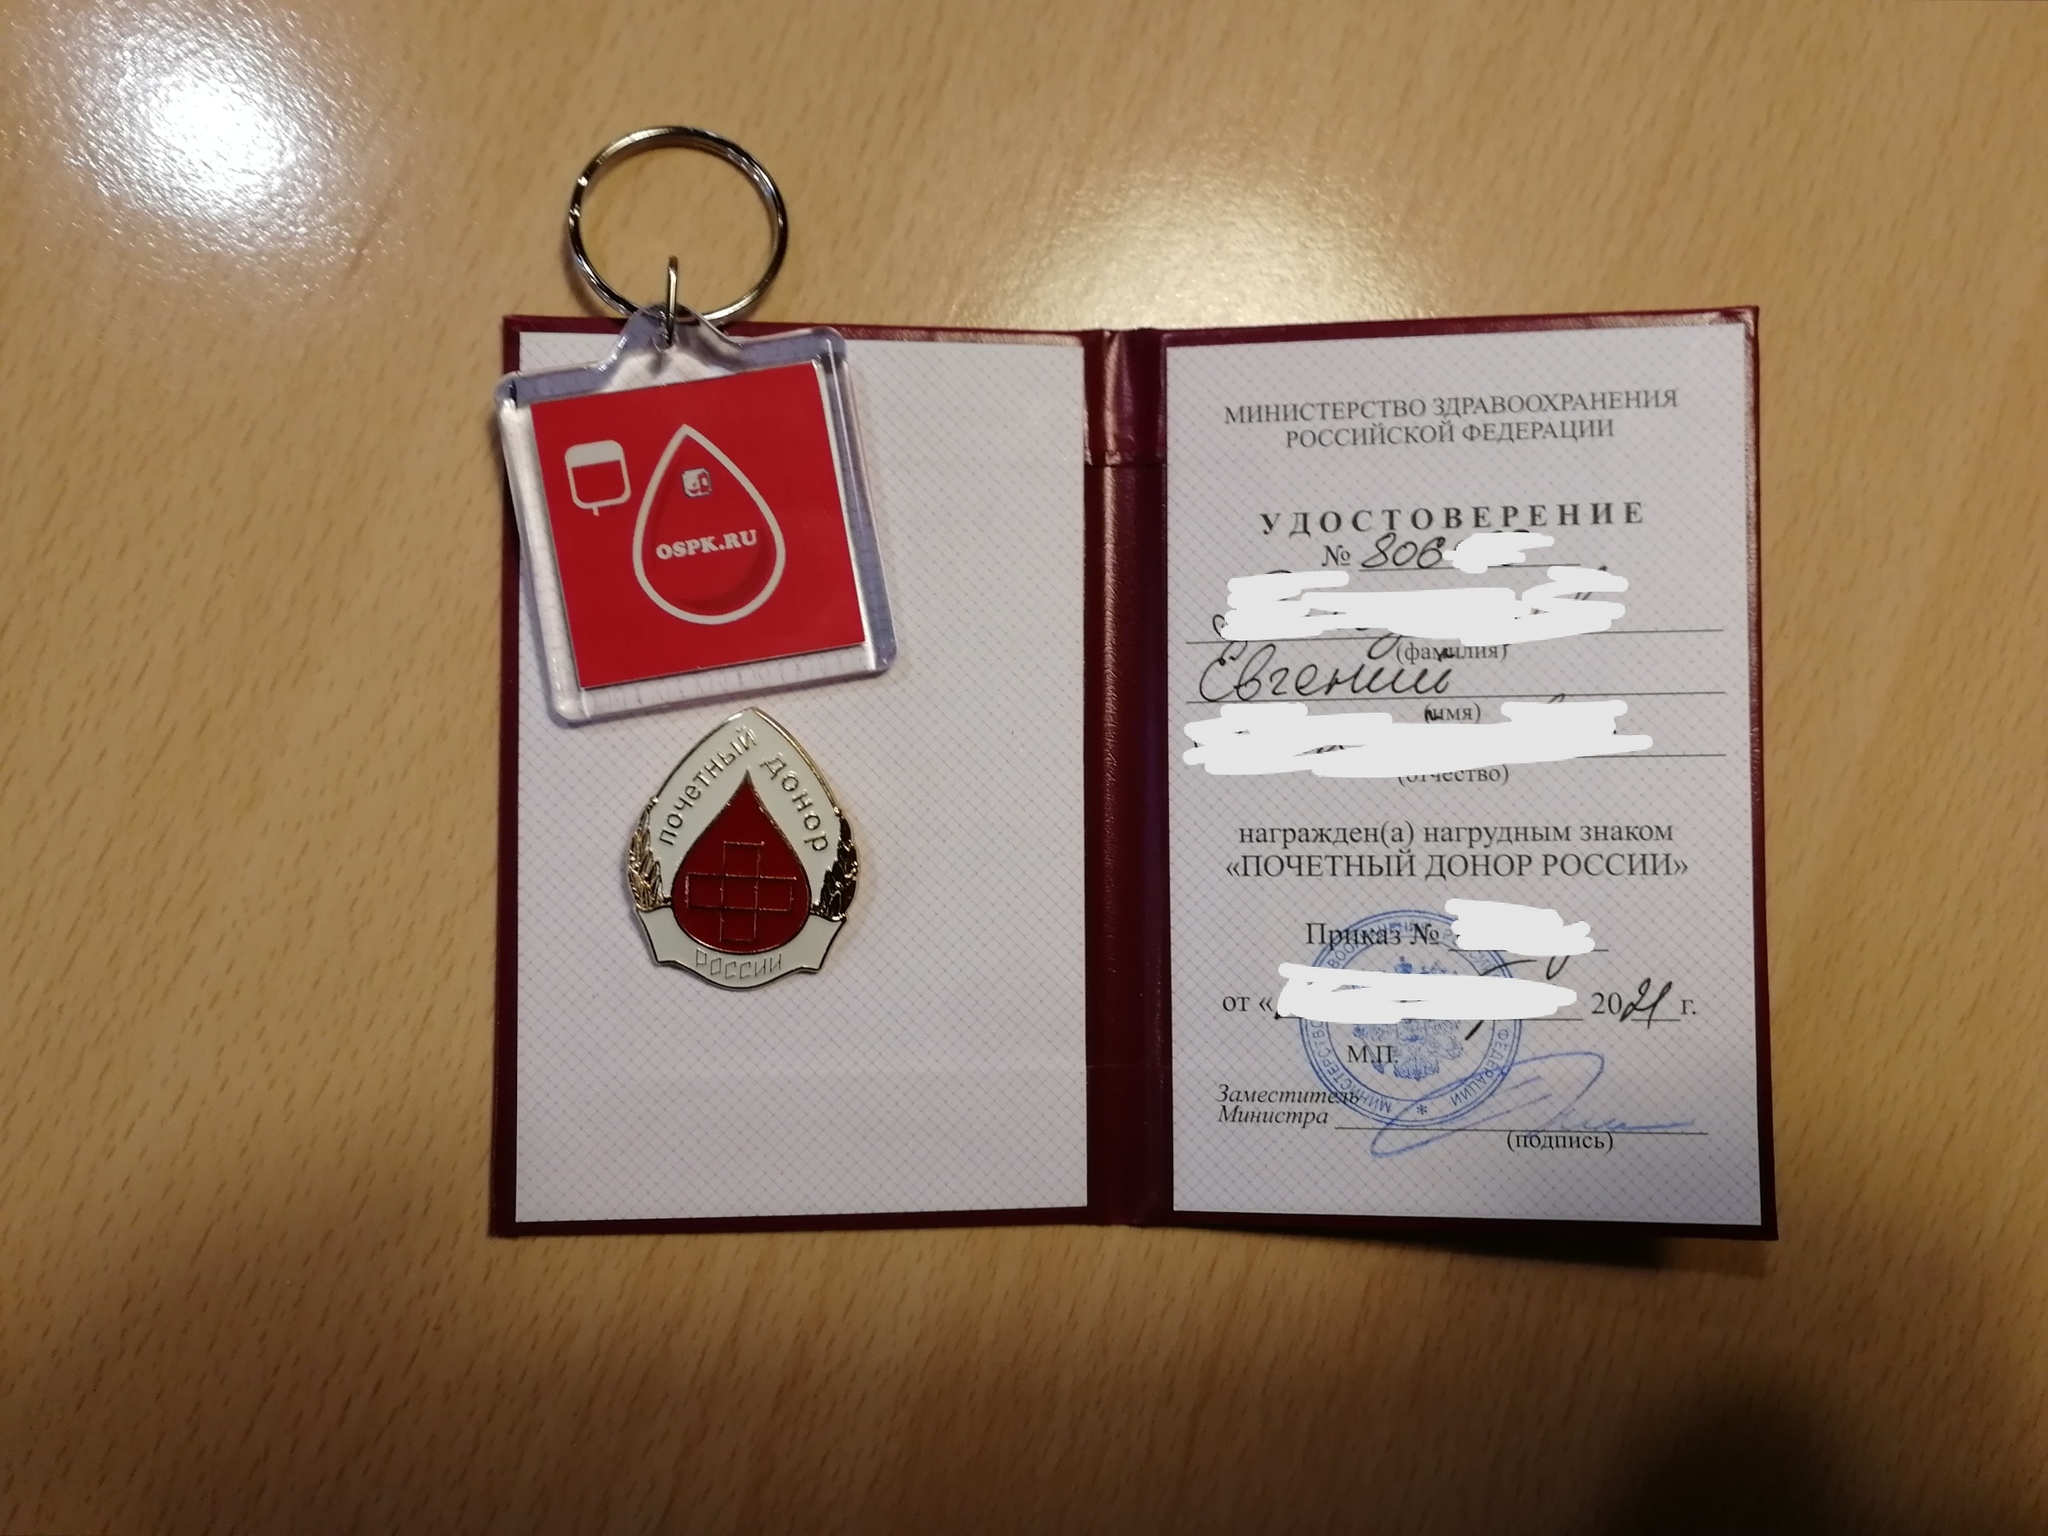 OSPK.RU
почетный донор
россии
МИНИСТЕРСТВО ЗДРАВООХРАНЕНИЯ
РОССИЙСКОЙ ФЕДЕРАЦИИ
УДОСТОВЕРЕНИЕ
№ 806
(фамилия)
Евгений
(имя)
(отчество)
награжден(а) нагрудным знаком
«ПОЧЕТНЫЙ ДОНОР РОССИИ»
Приказ №
от « 2021 г.
М.П.
Заместитель
Министра
(подпись)